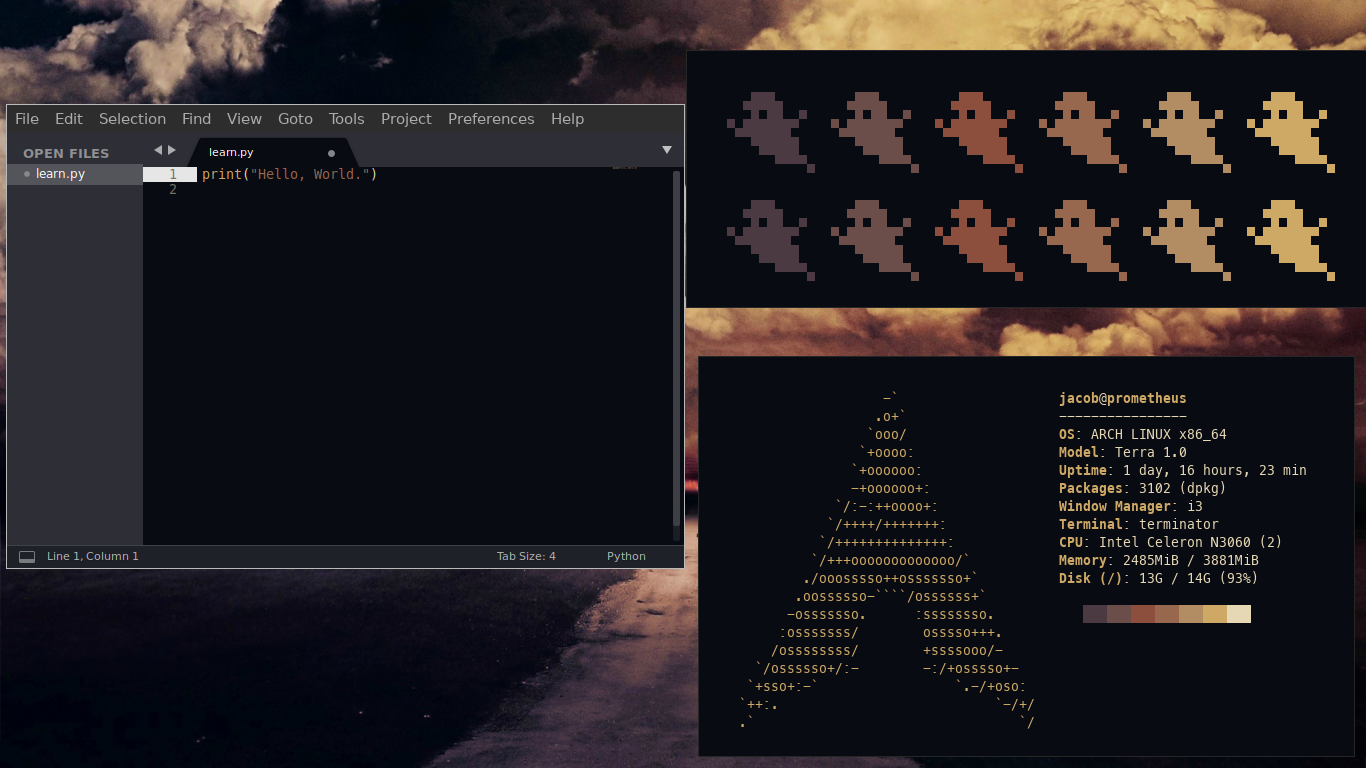 File Edit Selection Find View Goto Tools Project Preferences Help
OPEN FILES
learn.py
learn.py
1 print("Hello, World.")
2
Line 1, Column 1 Tab Size: 4 Python
jacob@prometheus
----------------
OS: ARCH LINUX x86_64
Model: Terra 1.0
Uptime: 1 day, 16 hours, 23 min
Packages: 3102 (dpkg)
Window Manager: i3
Terminal: terminator
CPU: Intel Celeron N3060 (2)
Memory: 2485MiB / 3881MiB
Disk (/): 13G / 14G (93%)
-`
.o+`
`ooo/
`+oooo:
`+oooooo:
-+oooooo+:
`/:-:++oooo+:
`/++++/+++++++:
`/++++++++++++++:
`/+++ooooooooooooo/`
./ooosssso++osssssso+`
.oossssso-````/ossssss+`
-osssssso. :ssssssso.
:osssssss/ osssso+++.
/ossssssss/ +ssssooo/-
`/ossssso+/:- -:/+osssso+-
`+sso+:-` `.-/+oso:
`++:. `-/+/
.` `/